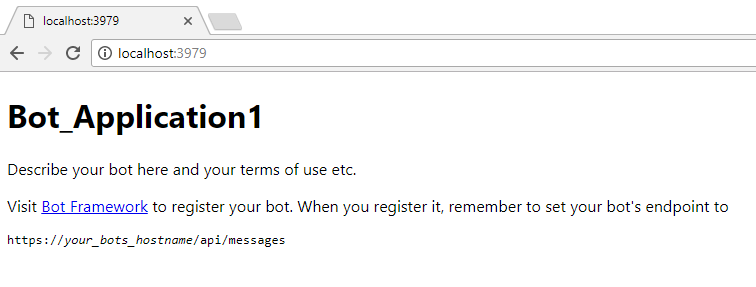 localhost:3979
localhost:3979
Bot_Application1
Describe your bot here and your terms of use etc.
Visit Bot Framework to register your bot. When you register it, remember to set your bot's endpoint to
https://your_bots_hostname/api/messages